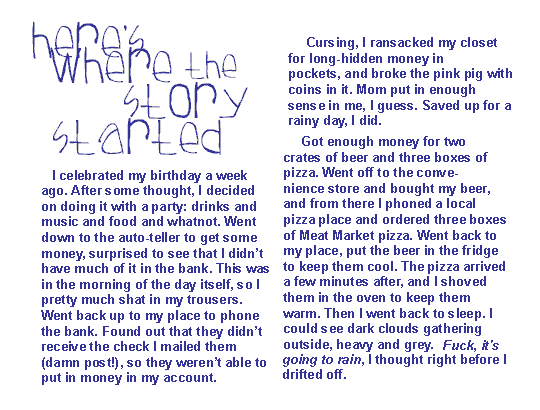 here's
where the
story
started
I celebrated my birthday a week
ago. After some thought, I decided
on doing it with a party: drinks and
music and food and whatnot. Went
down to the auto-teller to get some
money, surprised to see that I didn't
have much of it in the bank. This was
in the morning of the day itself, so I
pretty much shat in my trousers.
Went back up to my place to phone
the bank. Found out that they didn't
receive the check I mailed them
(damn post!), so they weren't able to
put in money in my account.
Cursing, I ransacked my closet
for long-hidden money in
pockets, and broke the pink pig with
coins in it. Mom put in enough
sense in me, I guess. Saved up for a
rainy day, I did.
Got enough money for two
crates of beer and three boxes of
pizza. Went off to the conve-
nience store and bought my beer,
and from there I phoned a local
pizza place and ordered three boxes
of Meat Market pizza. Went back to
my place, put the beer in the fridge
to keep them cool. The pizza arrived
a few minutes after, and I shoved
them in the oven to keep them
warm. Then I went back to sleep. I
could see dark clouds gathering
outside, heavy and grey. Fuck, it's
going to rain, I thought right before I
drifted off.